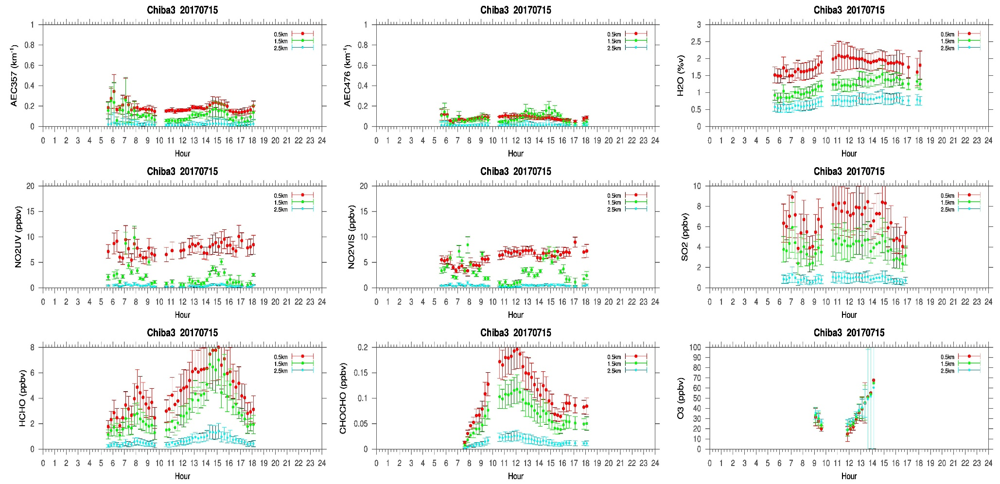 Chiba3 20170715
AEC357 (km-1)
1
0.8
0.6
0.4
0.2
0
0.5km
1.5km
2.5km
0 1 2 3 4 5 6 7 8 9 10 11 12 13 14 15 16 17 18 19 20 21 22 23 24
Hour
Chiba3 20170715
AEC476 (km-1)
1
0.8
0.6
0.4
0.2
0
0.5km
1.5km
2.5km
0 1 2 3 4 5 6 7 8 9 10 11 12 13 14 15 16 17 18 19 20 21 22 23 24
Hour
Chiba3 20170715
H2O (%v)
3
2.5
2
1.5
1
0.5
0
0.5km
1.5km
2.5km
0 1 2 3 4 5 6 7 8 9 10 11 12 13 14 15 16 17 18 19 20 21 22 23 24
Hour
Chiba3 20170715
NO2UV (ppbv)
20
15
10
5
0
0.5km
1.5km
2.5km
0 1 2 3 4 5 6 7 8 9 10 11 12 13 14 15 16 17 18 19 20 21 22 23 24
Hour
Chiba3 20170715
NO2VIS (ppbv)
20
15
10
5
0
0.5km
1.5km
2.5km
0 1 2 3 4 5 6 7 8 9 10 11 12 13 14 15 16 17 18 19 20 21 22 23 24
Hour
Chiba3 20170715
SO2 (ppbv)
10
8
6
4
2
0
0.5km
1.5km
2.5km
0 1 2 3 4 5 6 7 8 9 10 11 12 13 14 15 16 17 18 19 20 21 22 23 24
Hour
Chiba3 20170715
HCHO (ppbv)
8
6
4
2
0
0.5km
1.5km
2.5km
0 1 2 3 4 5 6 7 8 9 10 11 12 13 14 15 16 17 18 19 20 21 22 23 24
Hour
Chiba3 20170715
CHOCHO (ppbv)
0.2
0.15
0.1
0.05
0
0.5km
1.5km
2.5km
0 1 2 3 4 5 6 7 8 9 10 11 12 13 14 15 16 17 18 19 20 21 22 23 24
Hour
Chiba3 20170715
O3 (ppbv)
100
90
80
70
60
50
40
30
20
10
0
0.5km
1.5km
2.5km
0 1 2 3 4 5 6 7 8 9 10 11 12 13 14 15 16 17 18 19 20 21 22 23 24
Hour